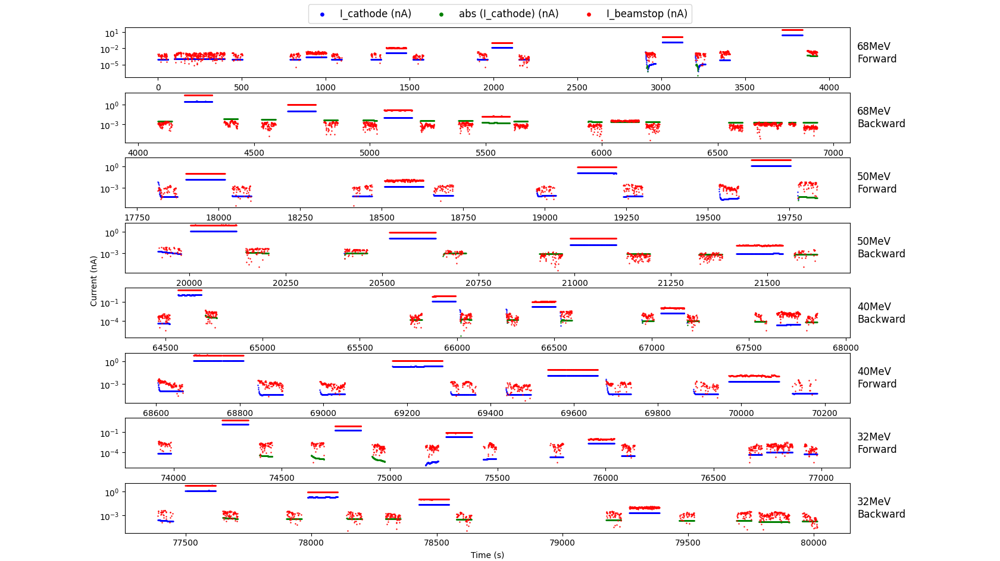 I_cathode (nA) abs (I_cathode) (nA) I_beamstop (nA)
10^1
10^-2
10^-5
0 500 1000 1500 2000 2500 3000 3500 4000
68MeV
Forward
10^0
10^-3
4000 4500 5000 5500 6000 6500 7000
68MeV
Backward
10^0
10^-3
17750 18000 18250 18500 18750 19000 19250 19500 19750
50MeV
Forward
10^0
10^-3
20000 20250 20500 20750 21000 21250 21500
50MeV
Backward
Current (nA)
10^-1
10^-4
64500 65000 65500 66000 66500 67000 67500 68000
40MeV
Backward
10^0
10^-3
68600 68800 69000 69200 69400 69600 69800 70000 70200
40MeV
Forward
10^-1
10^-4
74000 74500 75000 75500 76000 76500 77000
32MeV
Forward
10^0
10^-3
77500 78000 78500 79000 79500 80000
32MeV
Backward
Time (s)